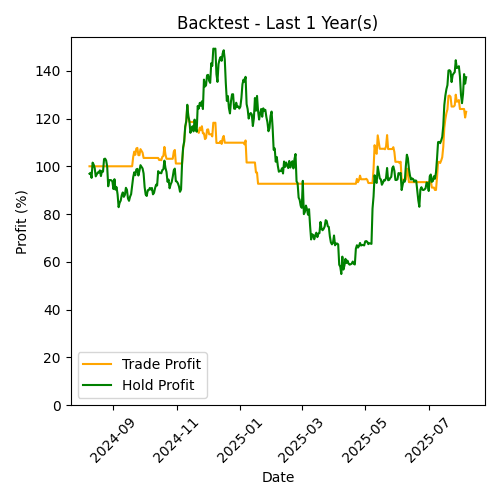 Backtest - Last 1 Year(s)
Profit (%)
140
120
100
80
60
40
20
0
Trade Profit
Hold Profit
2024-09
2024-11
2025-01
2025-03
2025-05
2025-07
Date